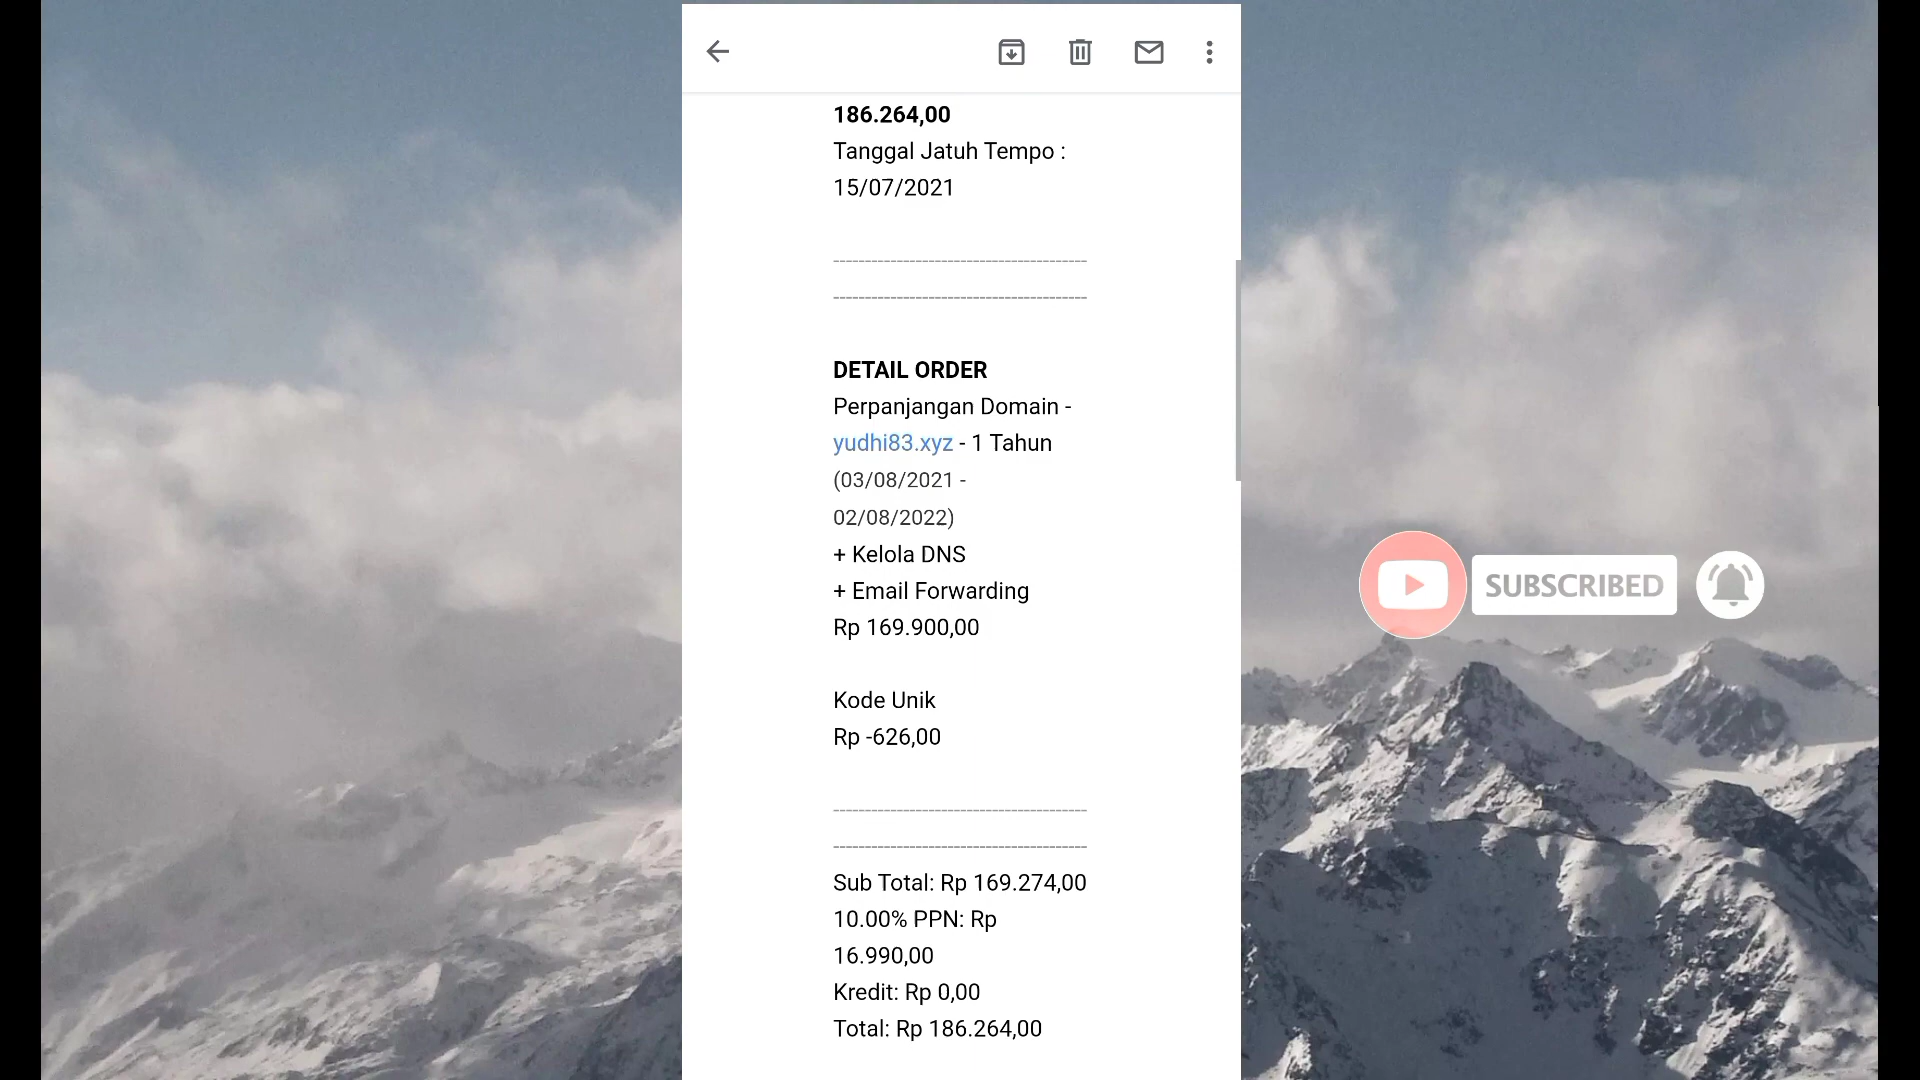 186.264,00
Tanggal Jatuh Tempo :
15/07/2021
----------------------------------------
----------------------------------------
DETAIL ORDER
Perpanjangan Domain -
yudhi83.xyz - 1 Tahun
(03/08/2021 -
02/08/2022)
+ Kelola DNS
+ Email Forwarding
Rp 169.900,00
Kode Unik
Rp -626,00
----------------------------------------
----------------------------------------
Sub Total: Rp 169.274,00
10.00% PPN: Rp
16.990,00
Kredit: Rp 0,00
Total: Rp 186.264,00
SUBSCRIBED